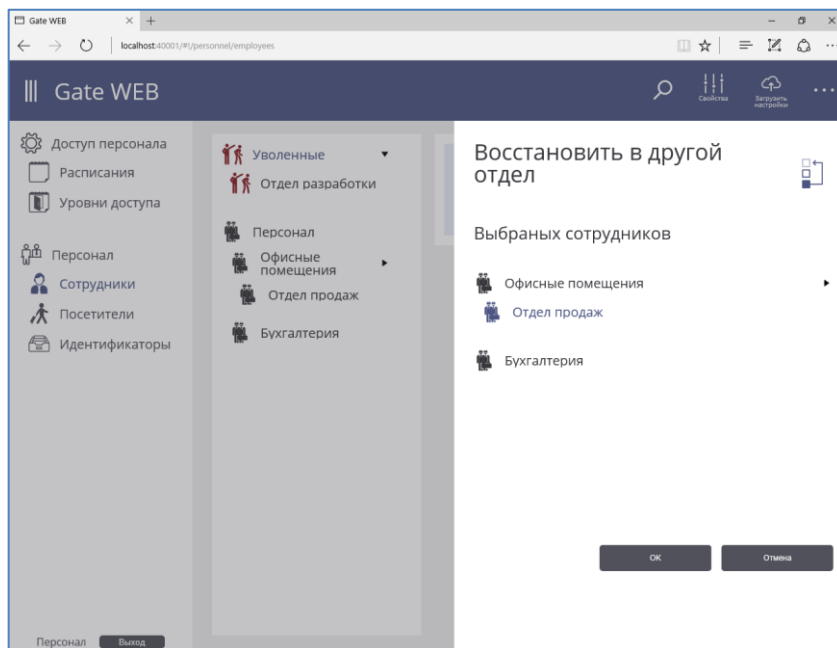 Gate WEB
localhost:40001/#!/personnel/employees
Gate WEB
Свойства
Загрузить
настройки
Доступ персонала
Расписания
Уровни доступа
Персонал
Сотрудники
Посетители
Идентификаторы
Персонал
Выход
Уволенные
Отдел разработки
Персонал
Офисные
помещения
Отдел продаж
Бухгалтерия
Восстановить в другой
отдел
Выбраных сотрудников
Офисные помещения
Отдел продаж
Бухгалтерия
ОК
Отмена